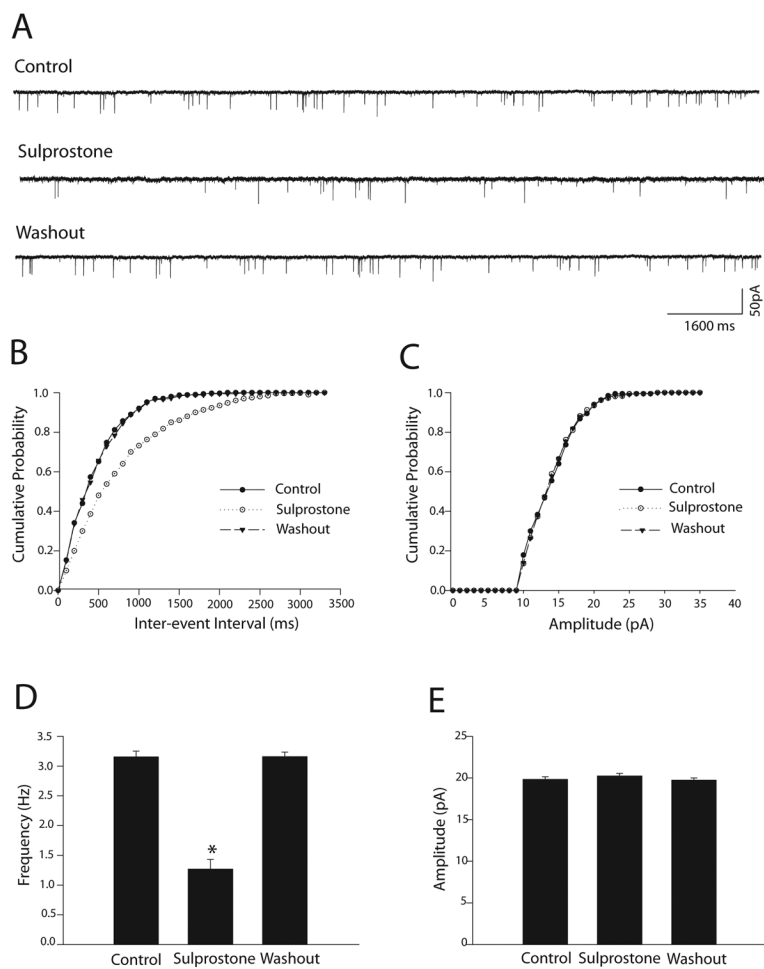 A
Control
Sulprostone
Washout
50pA
1600 ms
B
Cumulative Probability
1.0
0.8
0.6
0.4
0.2
0.0
Control
Sulprostone
Washout
0 500 1000 1500 2000 2500 3000 3500
Inter-event Interval (ms)
C
Cumulative Probability
1.0
0.8
0.6
0.4
0.2
0.0
Control
Sulprostone
Washout
0 5 10 15 20 25 30 35 40
Amplitude (pA)
D
Frequency (Hz)
3.5
3.0
2.5
2.0
1.5
1.0
0.5
0.0
*
Control Sulprostone Washout
E
Amplitude (pA)
25
20
15
10
5
0
Control Sulprostone Washout